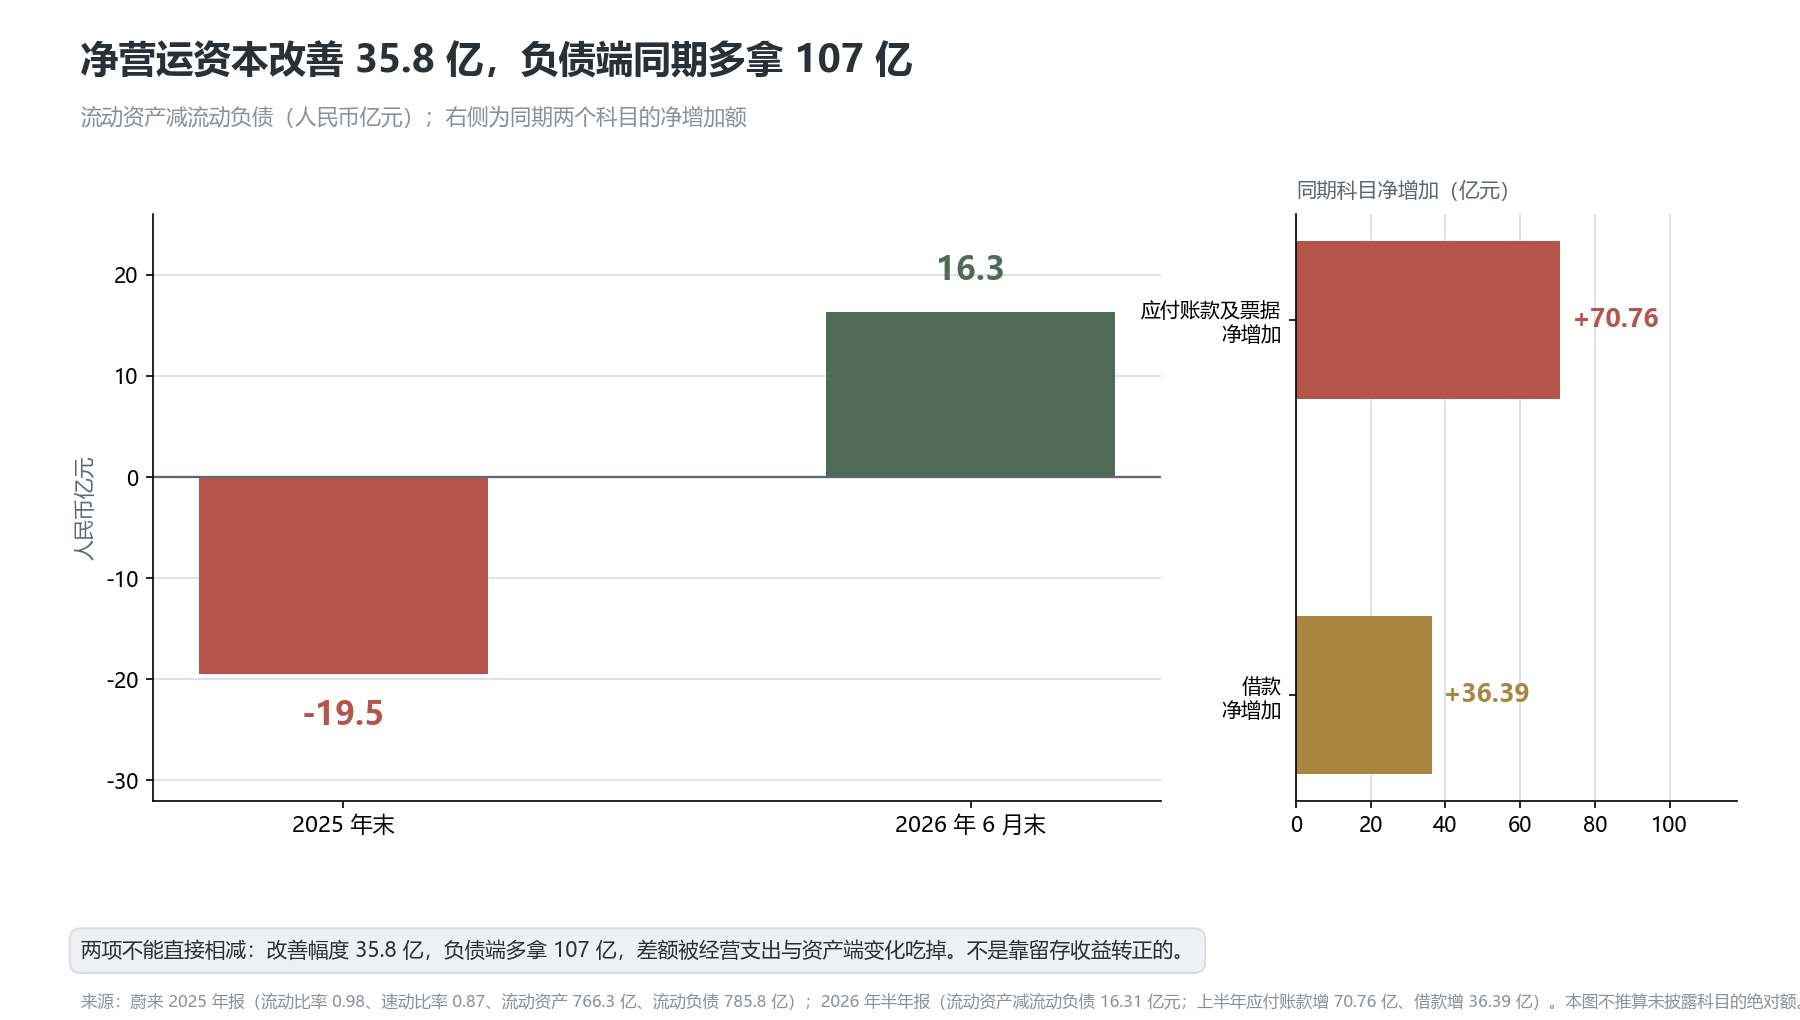 净营运资本改善 35.8 亿，负债端同期多拿 107 亿
流动资产减流动负债（人民币亿元）；右侧为同期两个科目的净增加额
同期科目净增加（亿元）
人民币亿元
20
10
0
-10
-20
-30
16.3
-19.5
2025 年末
2026 年 6 月末
应付账款及票据
净增加
+70.76
借款
净增加
+36.39
0
20
40
60
80
100
两项不能直接相减：改善幅度 35.8 亿，负债端多拿 107 亿，差额被经营支出与资产端变化吃掉。不是靠留存收益转正的。
来源：蔚来 2025 年报（流动比率 0.98、速动比率 0.87、流动资产 766.3 亿、流动负债 785.8 亿）；2026 年半年报（流动资产减流动负债 16.31 亿元；上半年应付账款增 70.76 亿、借款增 36.39 亿）。本图不推算未披露科目的绝对额。